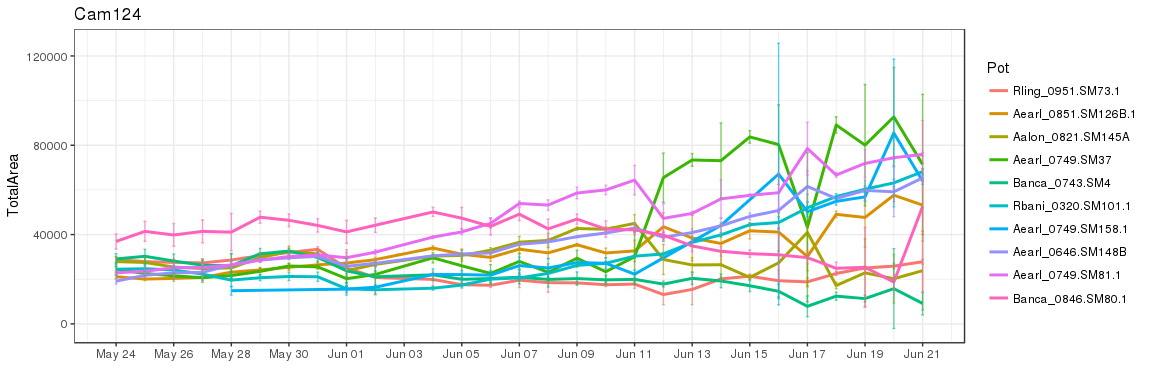 Cam124
TotalArea
120000
80000
40000
0
May 24 May 26 May 28 May 30 Jun 01 Jun 03 Jun 05 Jun 07 Jun 09 Jun 11 Jun 13 Jun 15 Jun 17 Jun 19 Jun 21
Pot
Rling_0951.SM73.1
Aearl_0851.SM126B.1
Aalon_0821.SM145A
Aearl_0749.SM37
Banca_0743.SM4
Rbani_0320.SM101.1
Aearl_0749.SM158.1
Aearl_0646.SM148B
Aearl_0749.SM81.1
Banca_0846.SM80.1